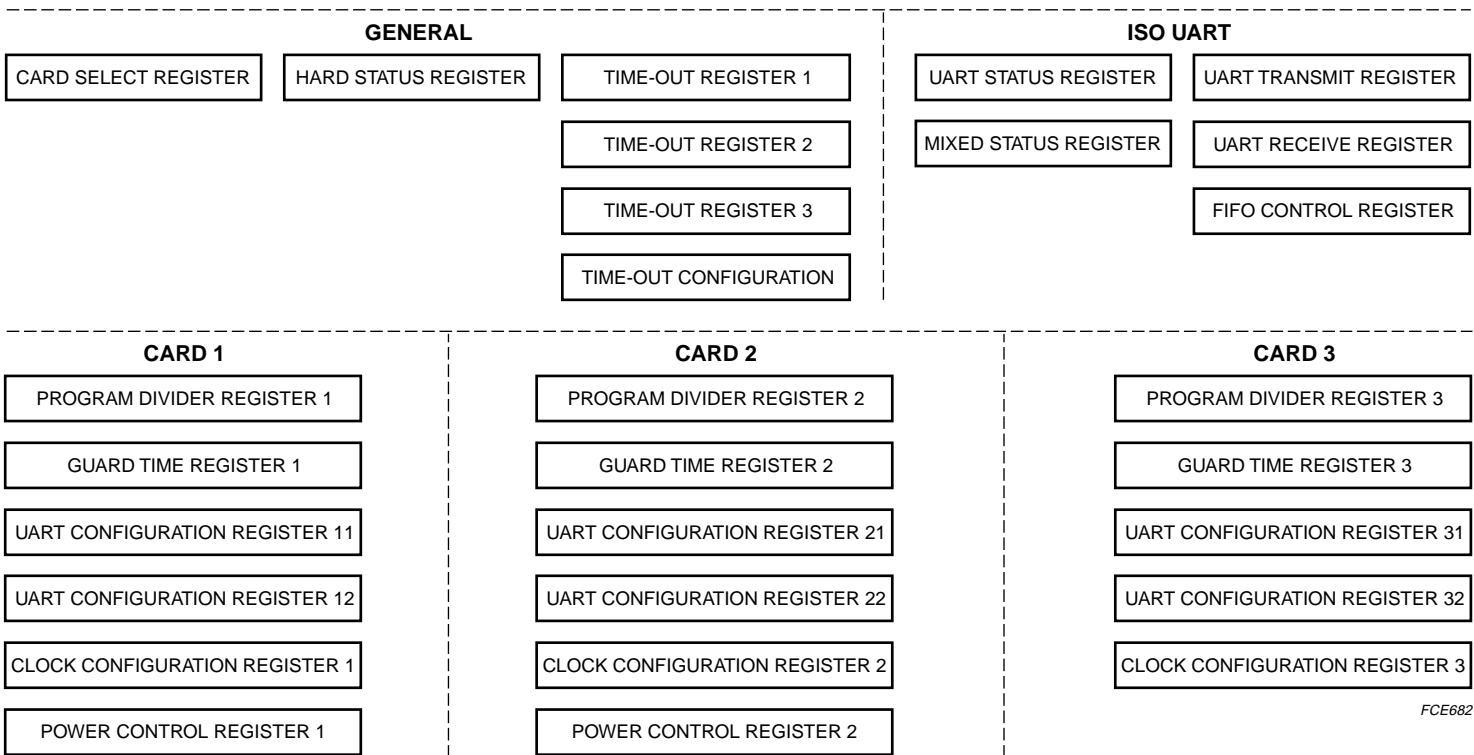 GENERAL
CARD SELECT REGISTER
HARD STATUS REGISTER
TIME-OUT REGISTER 1
TIME-OUT REGISTER 2
TIME-OUT REGISTER 3
TIME-OUT CONFIGURATION
ISO UART
UART STATUS REGISTER
UART TRANSMIT REGISTER
MIXED STATUS REGISTER
UART RECEIVE REGISTER
FIFO CONTROL REGISTER
CARD 1
PROGRAM DIVIDER REGISTER 1
GUARD TIME REGISTER 1
UART CONFIGURATION REGISTER 11
UART CONFIGURATION REGISTER 12
CLOCK CONFIGURATION REGISTER 1
POWER CONTROL REGISTER 1
CARD 2
PROGRAM DIVIDER REGISTER 2
GUARD TIME REGISTER 2
UART CONFIGURATION REGISTER 21
UART CONFIGURATION REGISTER 22
CLOCK CONFIGURATION REGISTER 2
POWER CONTROL REGISTER 2
CARD 3
PROGRAM DIVIDER REGISTER 3
GUARD TIME REGISTER 3
UART CONFIGURATION REGISTER 31
UART CONFIGURATION REGISTER 32
CLOCK CONFIGURATION REGISTER 3
FCE682